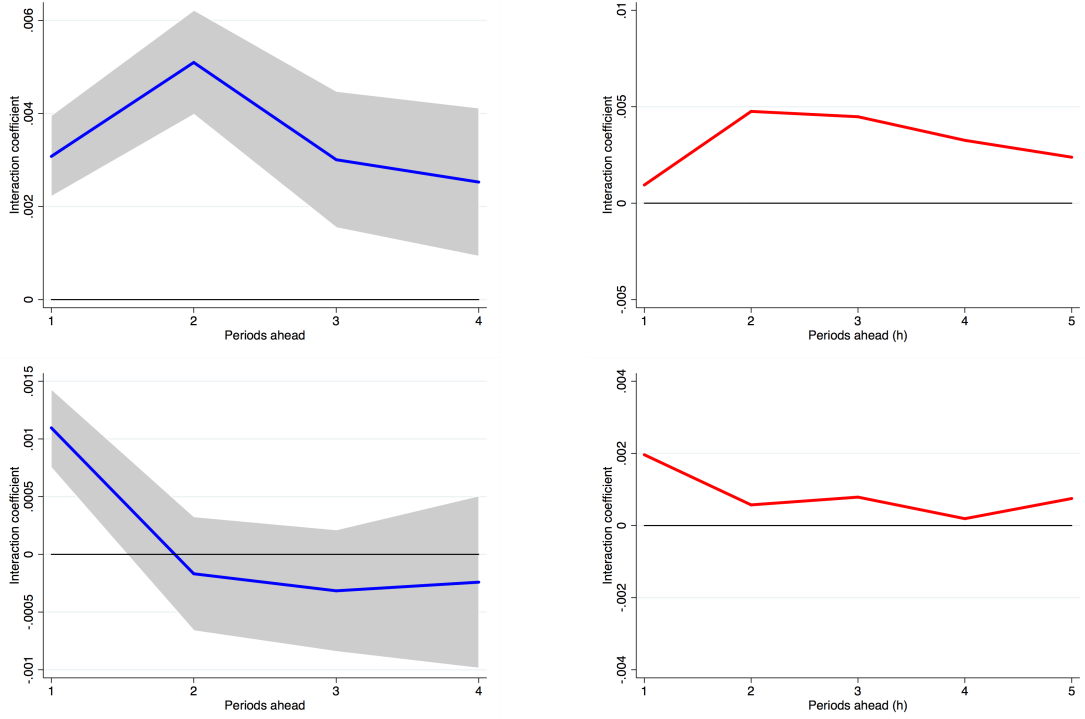 Interaction coefficient
.006
.004
.002
0
1 2 3 4
Periods ahead
Interaction coefficient
.01
.005
0
-.005
1 2 3 4 5
Periods ahead (h)
Interaction coefficient
.0015
.001
.0005
0
-.0005
-.001
1 2 3 4
Periods ahead
Interaction coefficient
.004
.002
0
-.002
-.004
1 2 3 4 5
Periods ahead (h)